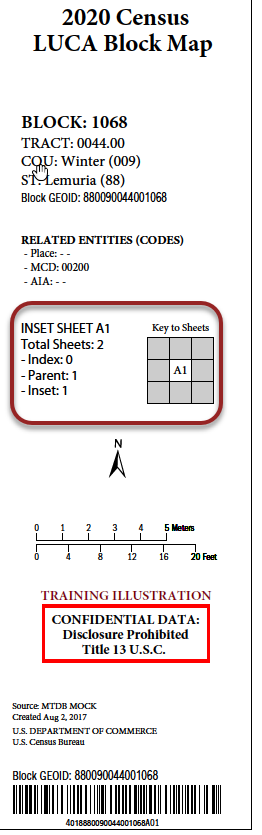 2020 Census
LUCA Block Map
BLOCK: 1068
TRACT: 0044.00
COU: Winter (009)
ST: Lemuria (88)
Block GEOID: 880090044001068
RELATED ENTITIES (CODES)
- Place: - -
- MCD: 00200
- AIA: - -
INSET SHEET A1
Total Sheets: 2
- Index: 0
- Parent: 1
- Inset: 1
Key to Sheets
A1
N
0 1 2 3 4 5 Meters
0 4 8 12 16 20 Feet
TRAINING ILLUSTRATION
CONFIDENTIAL DATA:
Disclosure Prohibited
Title 13 U.S.C.
Source: MTDB MOCK
Created Aug 2, 2017
U.S. DEPARTMENT OF COMMERCE
U.S. Census Bureau
Block GEOID: 880090044001068
4018880090044001068A01